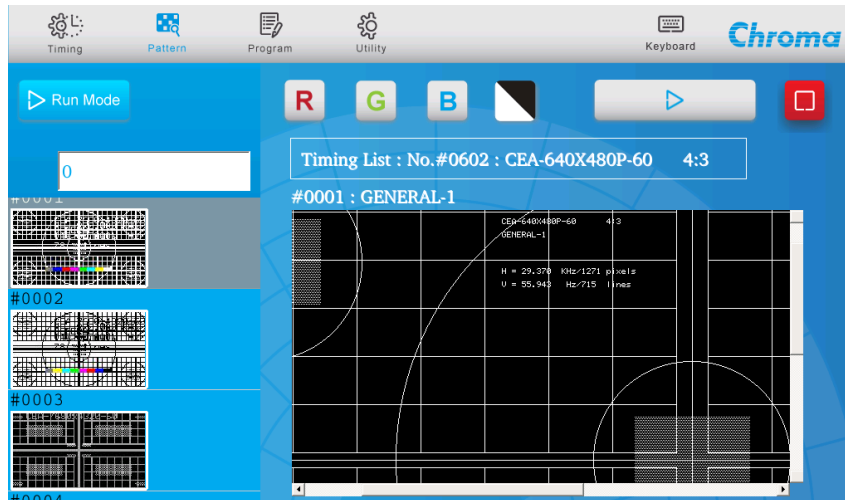 Timing
Pattern
Program
Utility
Keyboard
Chroma
Run Mode
R
G
B
Timing List : No.#0602 : CEA-640X480P-60 4:3
0
#0001 : GENERAL-1
#0001
CEA-640X480P-60 4:3
GENERAL-1
H = 29.370 KHz/1271 pixels
V = 55.943 Hz/715 lines
#0002
#0003
#0004